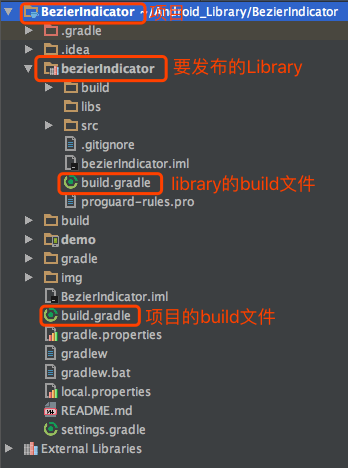 BezierIndicator ~/Android_Library/BezierIndicator
项目
.gradle
.idea
bezierIndicator 要发布的Library
build
libs
src
.gitignore
bezierIndicator.iml
build.gradle library的build文件
proguard-rules.pro
build
demo
gradle
img
BezierIndicator.iml
build.gradle 项目的build文件
gradle.properties
gradlew
gradlew.bat
local.properties
README.md
settings.gradle
External Libraries